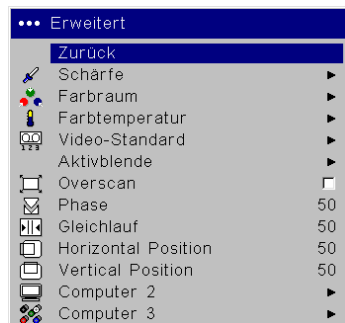 ••• Erweitert
Zurück
Schärfe
Farbraum
Farbtemperatur
123 Video-Standard
Aktivblende
Overscan
Phase 50
Gleichlauf 50
Horizontal Position 50
Vertical Position 50
Computer 2
Computer 3